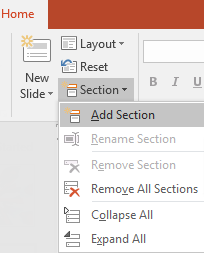 Home
New
Slide
Layout
Reset
Section
B I U
Add Section
Rename Section
Remove Section
Remove All Sections
Collapse All
Expand All